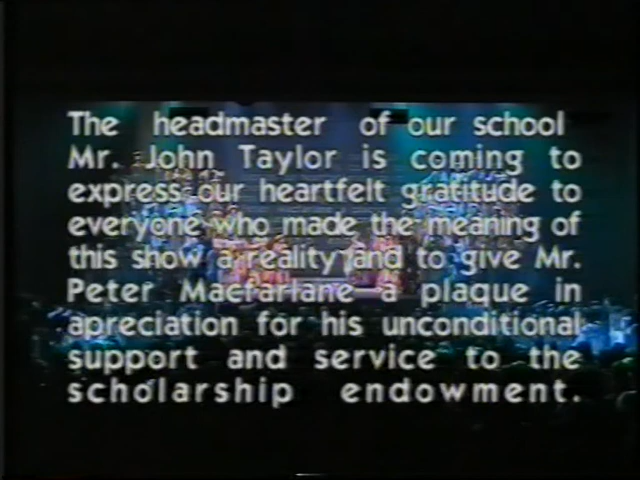 The headmaster of our school
Mr. John Taylor is coming to
express our heartfelt gratitude to
everyone who made the meaning of
this show a reality and to give Mr.
Peter Macfarlane a plaque in
apreciation for his unconditional
support and service to the
scholarship endowment.